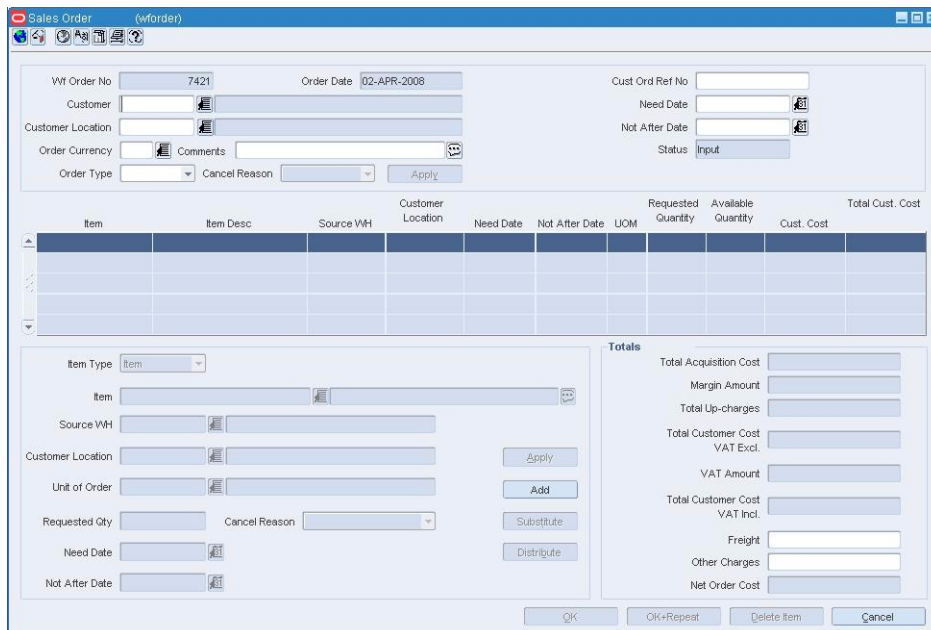 Sales Order (wforder)
Wf Order No 7421 Order Date 02-APR-2008 Cust Ord Ref No
Customer Need Date
Customer Location Not After Date
Order Currency Comments Status Input
Order Type Cancel Reason Apply
Item Item Desc Source WH Customer Location Need Date Not After Date UOM Requested Quantity Available Quantity Cust. Cost Total Cust. Cost
Totals
Item Type Item Total Acquisition Cost
Item Margin Amount
Total Up-charges
Source WH Total Customer Cost VAT Excl.
Customer Location Apply VAT Amount
Unit of Order Add Total Customer Cost VAT Incl.
Requested Qty Cancel Reason Substitute Freight
Need Date Distribute Other Charges
Not After Date Net Order Cost
OK OK+Repeat Delete Item Cancel